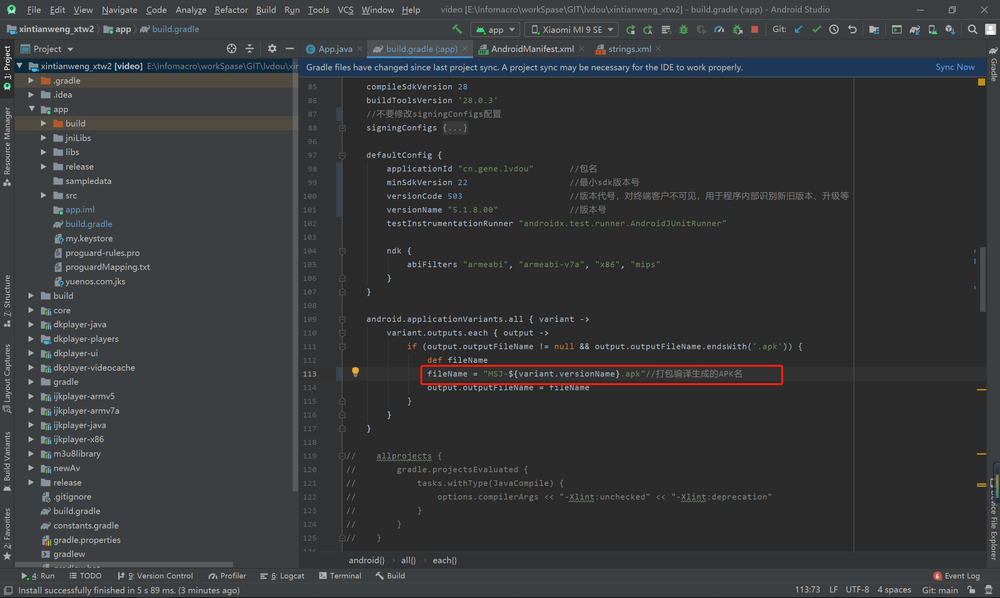 File Edit View Navigate Code Analyze Refactor Build Run Tools VCS Window Help video [E:\Infomacro\workSpase\GIT\lvdou\xintianweng_xtw2] - build.gradle (:app) - Android Studio
xintianweng_xtw2 app build.gradle app Xiaomi MI 9 SE Git:
Project App.java build.gradle (:app) AndroidManifest.xml strings.xml
Gradle files have changed since last project sync. A project sync may be necessary for the IDE to work properly. Sync Now
1: Project
Resource Manager
7: Structure
Layout Captures
Build Variants
2: Favorites
xintianweng_xtw2 [video] E:\Infomacro\workSpase\GIT\lvdou\xin
.gradle
.idea
app
build
jniLibs
libs
release
sampledata
src
app.iml
build.gradle
my.keystore
proguard-rules.pro
proguardMapping.txt
yuenos.com.jks
build
core
dkplayer-java
dkplayer-players
dkplayer-ui
dkplayer-videocache
gradle
ijkplayer-armv5
ijkplayer-armv7a
ijkplayer-java
ijkplayer-x86
m3u8library
newAv
release
.gitignore
build.gradle
constants.gradle
gradle.properties
gradlew
85 compileSdkVersion 28
86 buildToolsVersion '28.0.3'
87 //不要修改signingConfigs配置
88 signingConfigs {...}
96
97 defaultConfig {
98 applicationId "cn.gene.lvdou" //包名
99 minSdkVersion 22 //最小sdk版本号
100 versionCode 503 //版本代号，对终端客户不可见，用于程序内部识别新旧版本、升级等
101 versionName "5.1.8.00" //版本号
102 testInstrumentationRunner "androidx.test.runner.AndroidJUnitRunner"
103
104 ndk {
105 abiFilters "armeabi", "armeabi-v7a", "x86", "mips"
106 }
107 }
108
109 android.applicationVariants.all { variant ->
110 variant.outputs.each { output ->
111 if (output.outputFileName != null && output.outputFileName.endsWith('.apk')) {
112 def fileName
113 fileName = "MSJ-${variant.versionName}.apk"//打包编译生成的APK名
114 output.outputFileName = fileName
115 }
116 }
117 }
118
119 // allprojects {
120 // gradle.projectsEvaluated {
121 // tasks.withType(JavaCompile) {
122 // options.compilerArgs << "-Xlint:unchecked" << "-Xlint:deprecation"
123 // }
124 // }
125 // }
android{} › all{} › each{}
Gradle
Device File Explorer
4: Run TODO 9: Version Control Profiler 6: Logcat Terminal Build 6 Event Log
Install successfully finished in 5 s 89 ms. (3 minutes ago) 113:73 LF UTF-8 4 spaces Git: main